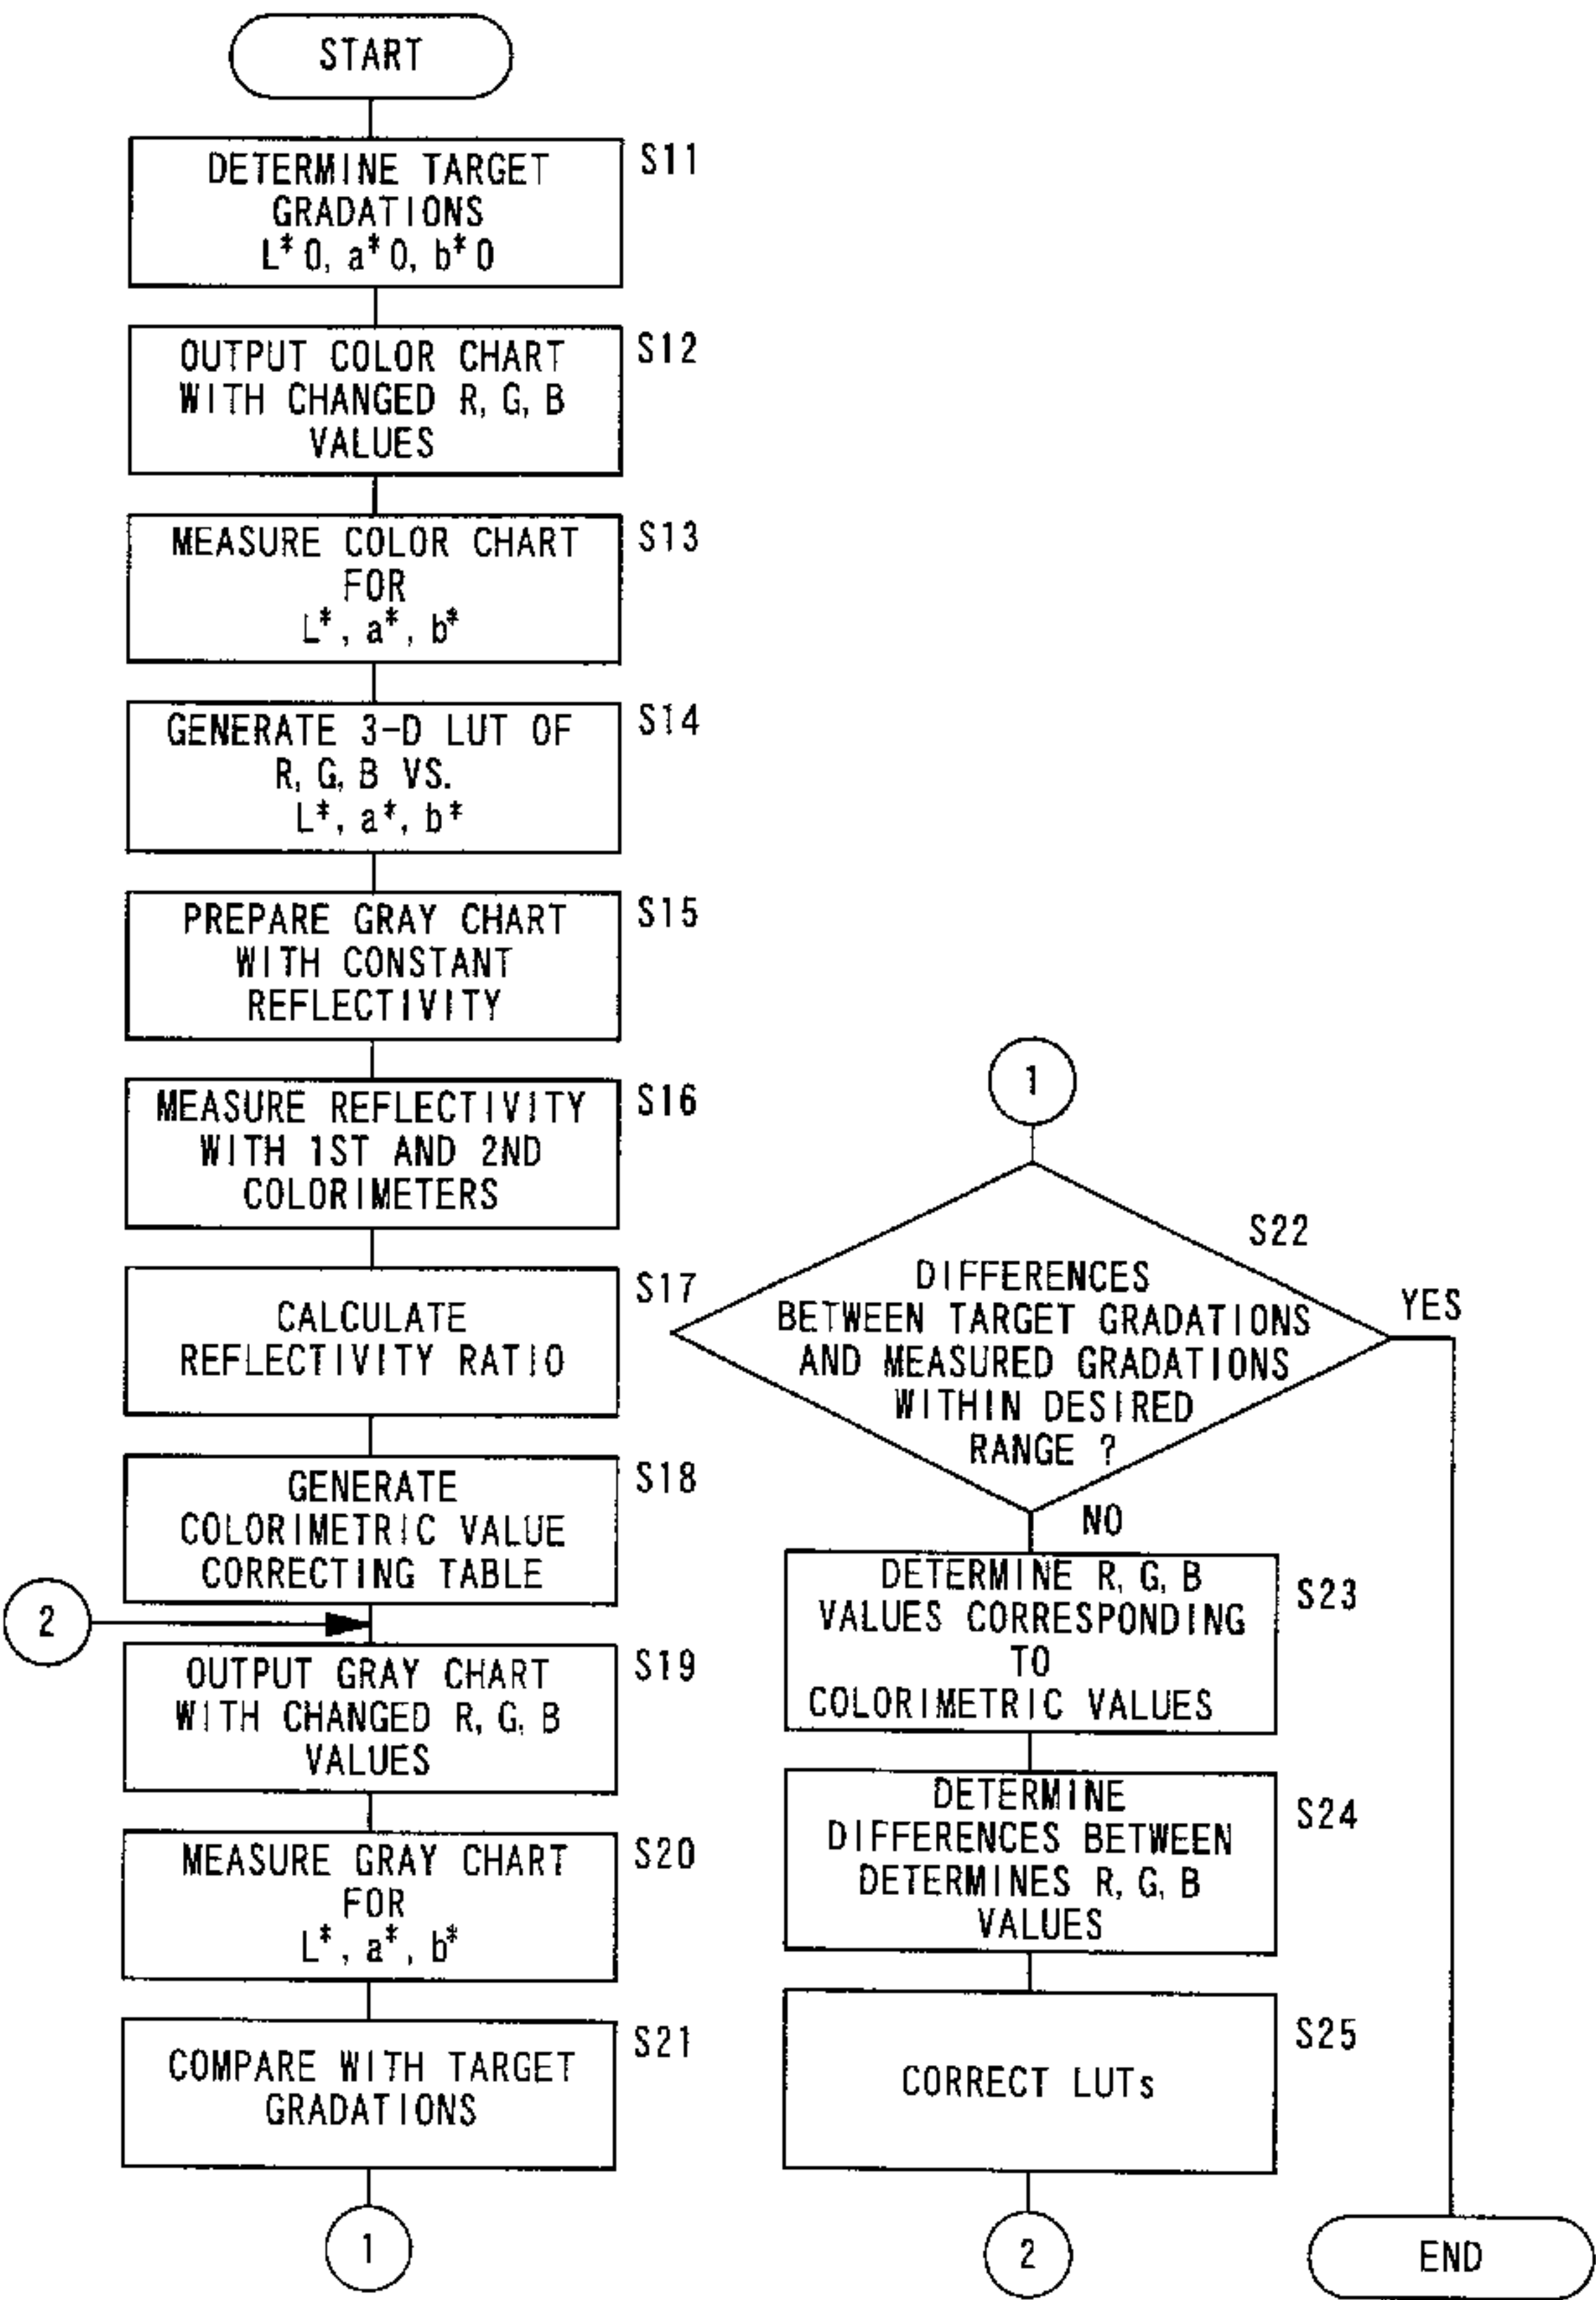 START
DETERMINE TARGET
GRADATIONS
L*0, a*0, b*0
S11
OUTPUT COLOR CHART
WITH CHANGED R, G, B
VALUES
S12
MEASURE COLOR CHART
FOR
L*, a*, b*
S13
GENERATE 3-D LUT OF
R, G, B VS.
L*, a*, b*
S14
PREPARE GRAY CHART
WITH CONSTANT
REFLECTIVITY
S15
MEASURE REFLECTIVITY
WITH 1ST AND 2ND
COLORIMETERS
S16
CALCULATE
REFLECTIVITY RATIO
S17
GENERATE
COLORIMETRIC VALUE
CORRECTING TABLE
S18
2
OUTPUT GRAY CHART
WITH CHANGED R, G, B
VALUES
S19
MEASURE GRAY CHART
FOR
L*, a*, b*
S20
COMPARE WITH TARGET
GRADATIONS
S21
1
1
S22
DIFFERENCES
BETWEEN TARGET GRADATIONS
AND MEASURED GRADATIONS
WITHIN DESIRED
RANGE ?
YES
NO
DETERMINE R, G, B
VALUES CORRESPONDING
TO
COLORIMETRIC VALUES
S23
DETERMINE
DIFFERENCES BETWEEN
DETERMINES R, G, B
VALUES
S24
CORRECT LUTs
S25
2
END